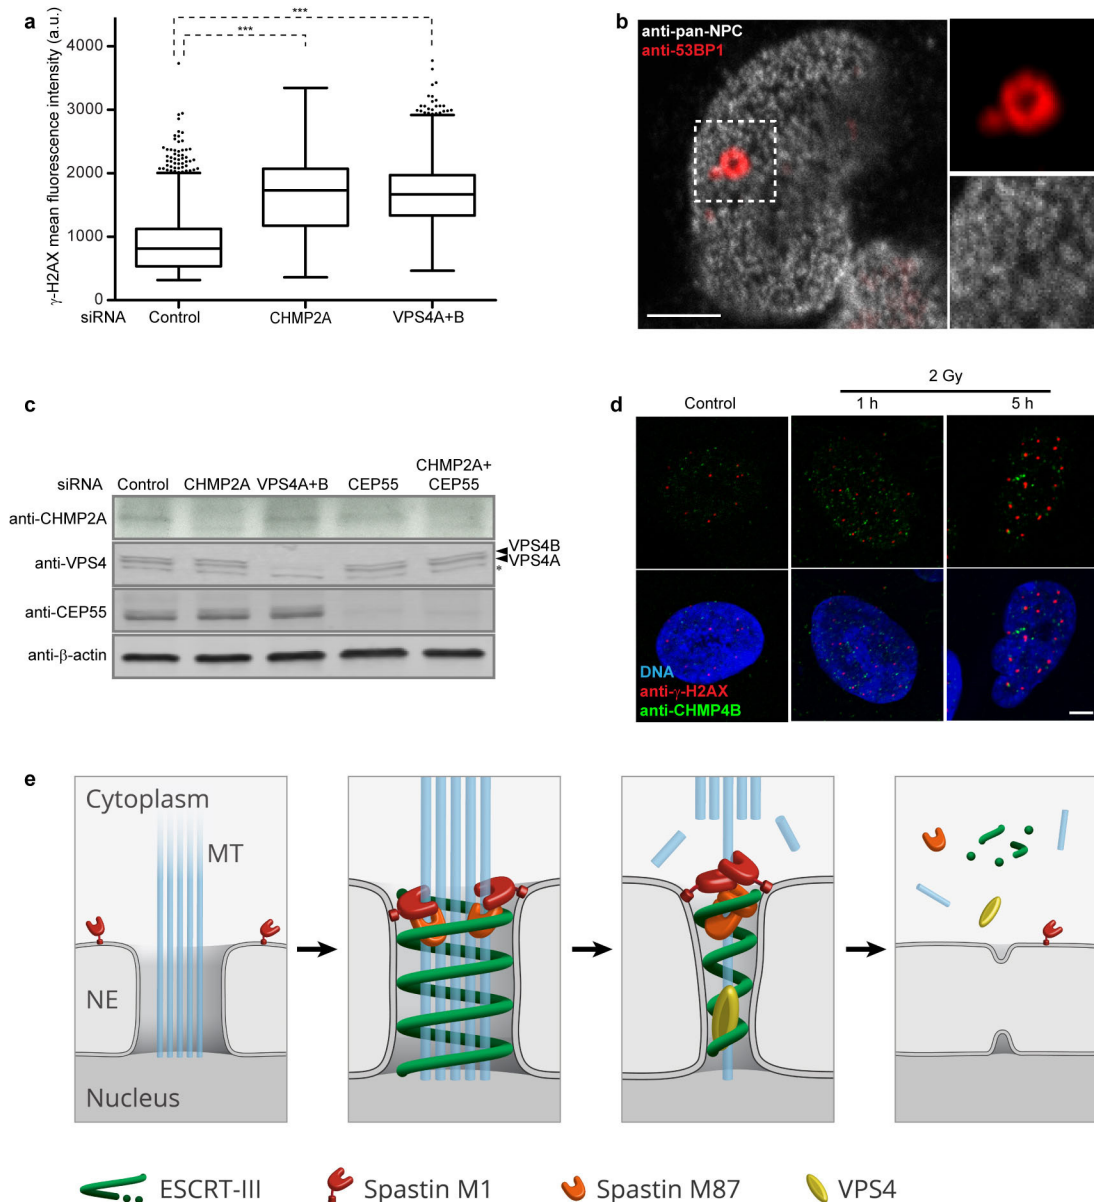 a
γ-H2AX mean fluorescence intensity (a.u.)
***
***
4000
3000
2000
1000
0
siRNA Control CHMP2A VPS4A+B
b
anti-pan-NPC
anti-53BP1
c
siRNA Control CHMP2A VPS4A+B CEP55 CHMP2A+
CEP55
anti-CHMP2A
anti-VPS4
VPS4B
VPS4A
*
anti-CEP55
anti-β-actin
d
2 Gy
Control 1 h 5 h
DNA
anti-γ-H2AX
anti-CHMP4B
e
Cytoplasm
MT
NE
Nucleus
ESCRT-III Spastin M1 Spastin M87 VPS4